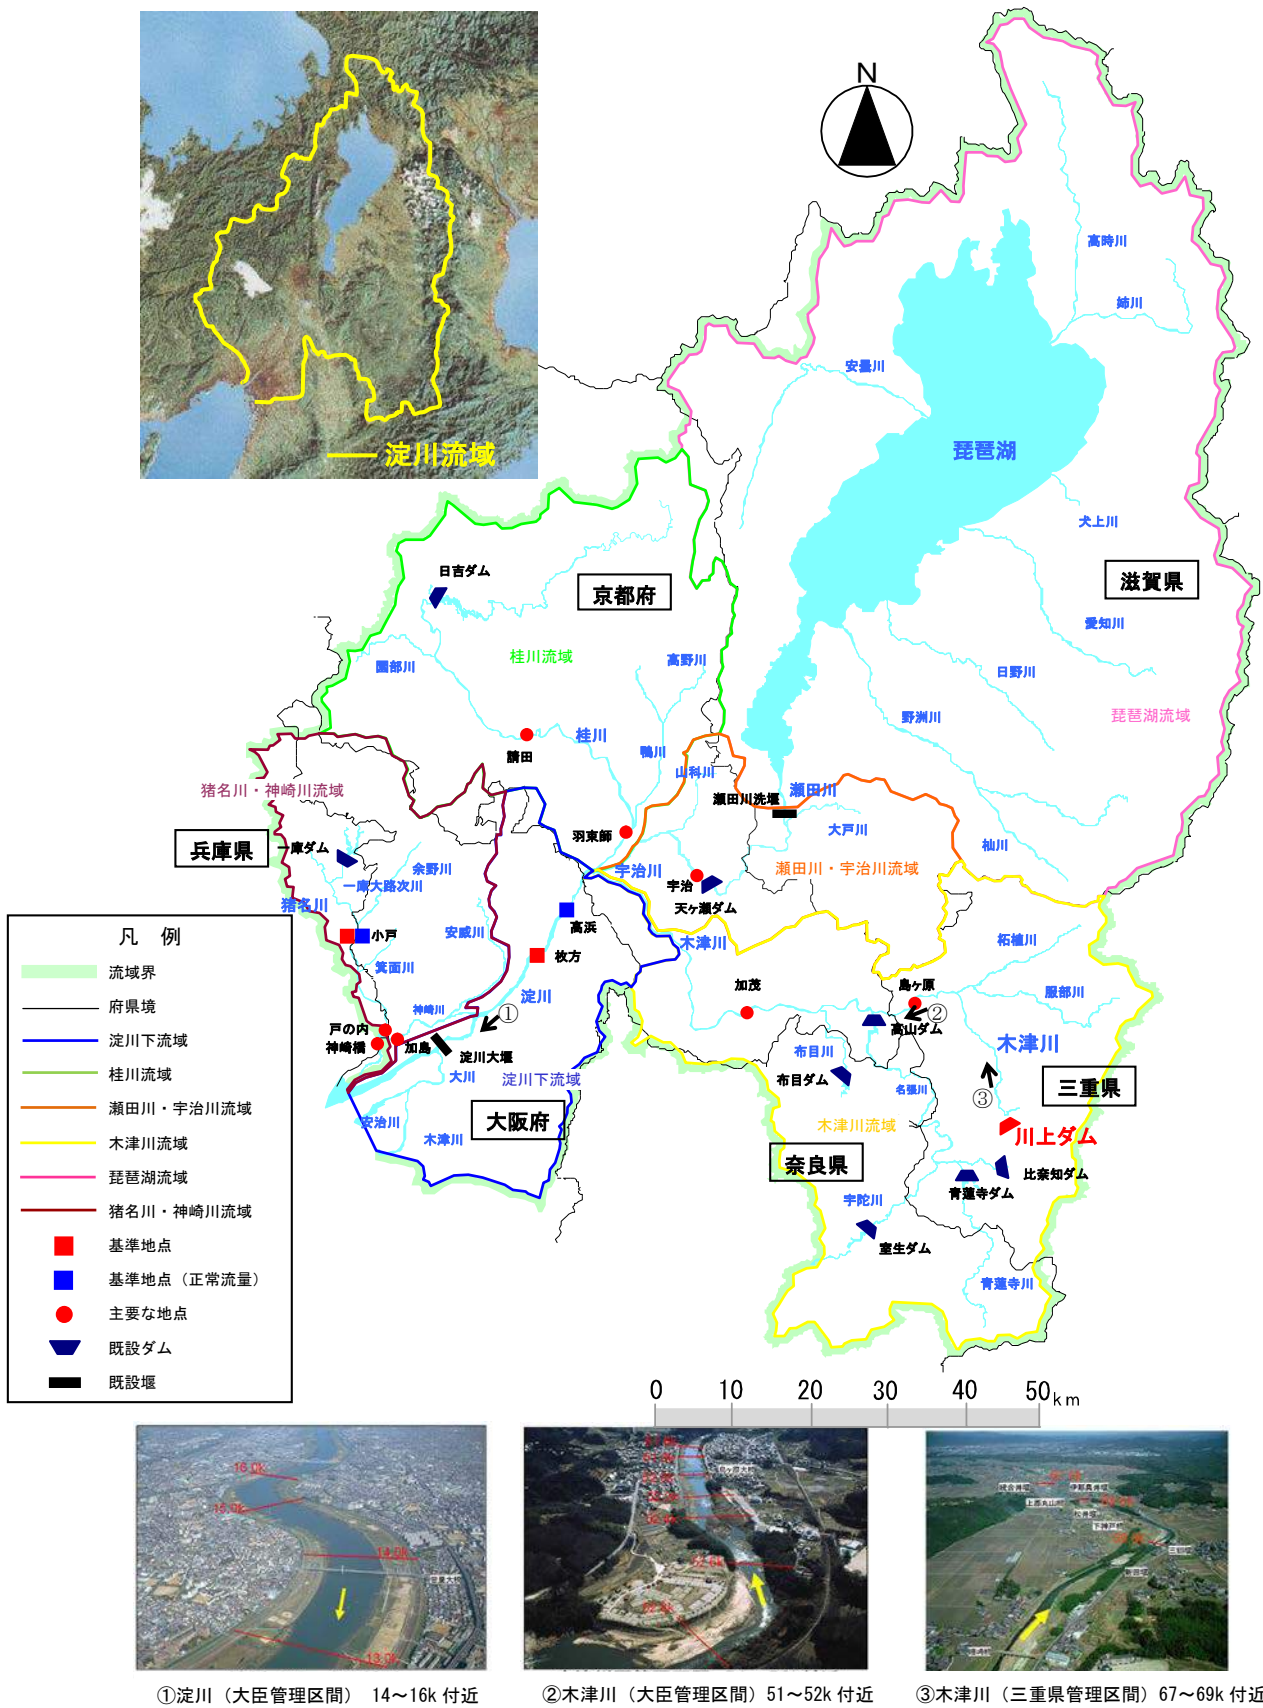 淀川流域
N
高時川
姉川
安曇川
琵琶湖
犬上川
滋賀県
日吉ダム
京都府
愛知川
園部川
桂川流域
高野川
日野川
野洲川
琵琶湖流域
請田
桂川
鴨川
山科川
猪名川・神崎川流域
瀬田川洗堰
瀬田川
大戸川
羽束師
兵庫県
一庫ダム
余野川
杣川
一庫大路次川
宇治川
宇治
瀬田川・宇治川流域
天ヶ瀬ダム
猪名川
小戸
安威川
高浜
木津川
柘植川
箕面川
枚方
淀川
加茂
島ヶ原
服部川
神崎川
①
②
戸の内
高山ダム
神崎橋
加島
淀川大堰
布目川
木津川
大川
淀川下流域
布目ダム
名張川
③
三重県
安治川
木津川
大阪府
木津川流域
川上ダム
奈良県
比奈知ダム
青蓮寺ダム
宇陀川
室生ダム
青蓮寺川
凡 例
流域界
府県境
淀川下流域
桂川流域
瀬田川・宇治川流域
木津川流域
琵琶湖流域
猪名川・神崎川流域
基準地点
基準地点（正常流量）
主要な地点
既設ダム
既設堰
0 10 20 30 40 50km
16.0k
15.0k
14.0k
13.0k
①淀川（大臣管理区間） 14～16k 付近
②木津川（大臣管理区間）51～52k 付近
③木津川（三重県管理区間）67～69k 付近